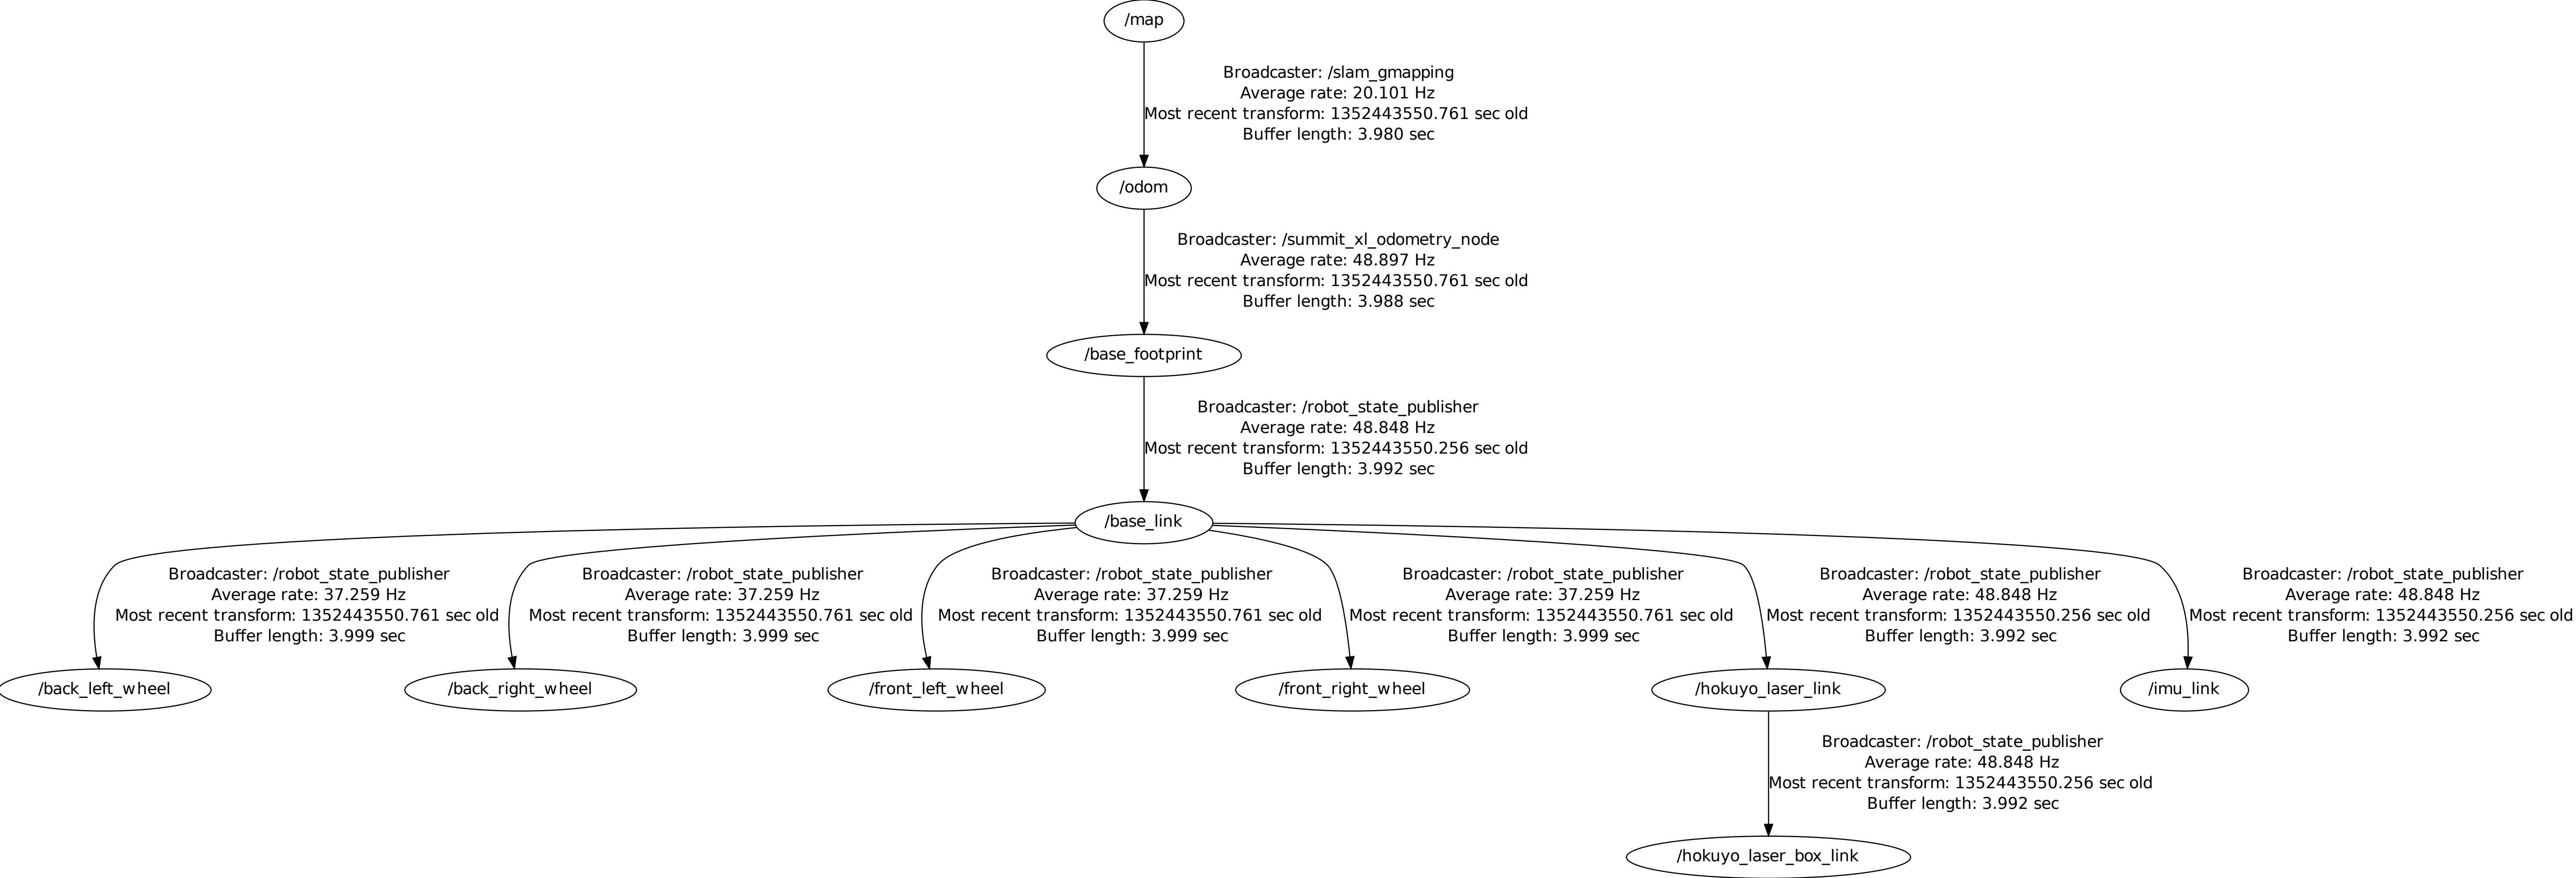 /map
Broadcaster: /slam_gmapping
Average rate: 20.101 Hz
Most recent transform: 1352443550.761 sec old
Buffer length: 3.980 sec
/odom
Broadcaster: /summit_xl_odometry_node
Average rate: 48.897 Hz
Most recent transform: 1352443550.761 sec old
Buffer length: 3.988 sec
/base_footprint
Broadcaster: /robot_state_publisher
Average rate: 48.848 Hz
Most recent transform: 1352443550.256 sec old
Buffer length: 3.992 sec
/base_link
Broadcaster: /robot_state_publisher
Average rate: 37.259 Hz
Most recent transform: 1352443550.761 sec old
Buffer length: 3.999 sec
Broadcaster: /robot_state_publisher
Average rate: 37.259 Hz
Most recent transform: 1352443550.761 sec old
Buffer length: 3.999 sec
Broadcaster: /robot_state_publisher
Average rate: 37.259 Hz
Most recent transform: 1352443550.761 sec old
Buffer length: 3.999 sec
Broadcaster: /robot_state_publisher
Average rate: 37.259 Hz
Most recent transform: 1352443550.761 sec old
Buffer length: 3.999 sec
Broadcaster: /robot_state_publisher
Average rate: 48.848 Hz
Most recent transform: 1352443550.256 sec old
Buffer length: 3.992 sec
Broadcaster: /robot_state_publisher
Average rate: 48.848 Hz
Most recent transform: 1352443550.256 sec old
Buffer length: 3.992 sec
/back_left_wheel
/back_right_wheel
/front_left_wheel
/front_right_wheel
/hokuyo_laser_link
/imu_link
Broadcaster: /robot_state_publisher
Average rate: 48.848 Hz
Most recent transform: 1352443550.256 sec old
Buffer length: 3.992 sec
/hokuyo_laser_box_link